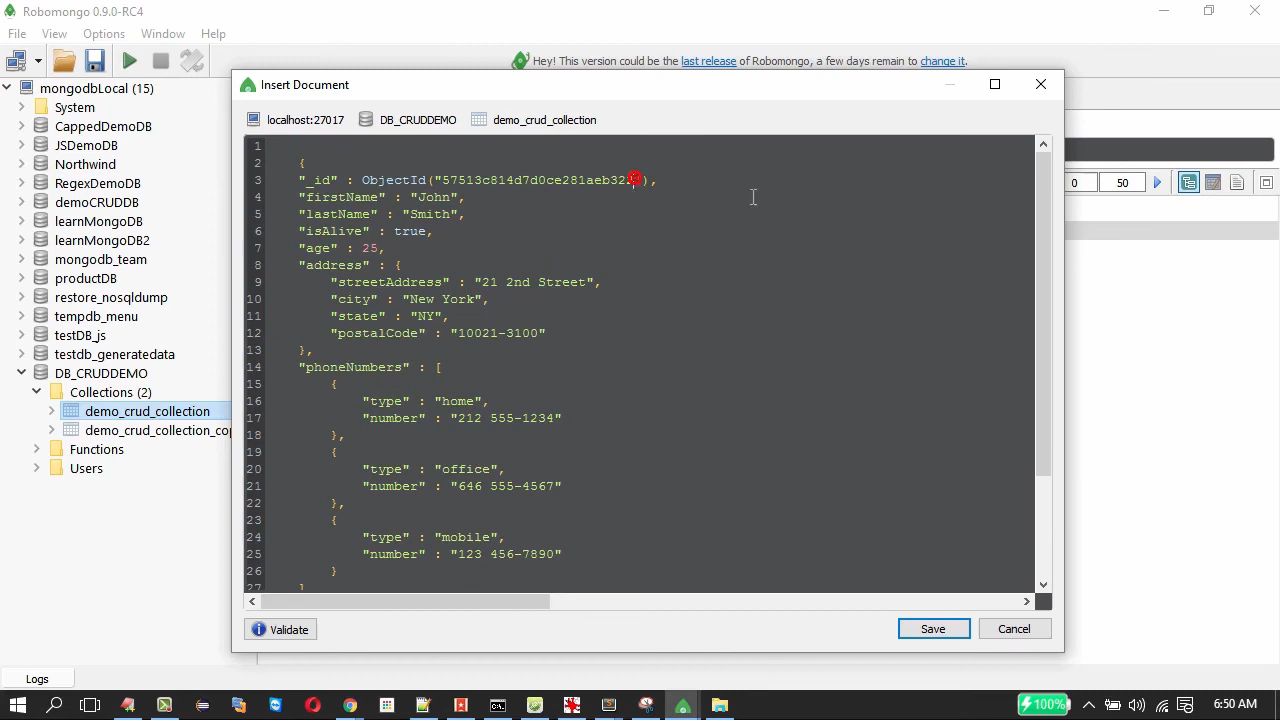 Robomongo 0.9.0-RC4
File View Options Window Help
Hey! This version could be the last release of Robomongo, a few days remain to change it.
mongodbLocal (15)
System
CappedDemoDB
JSDemoDB
Northwind
RegexDemoDB
demoCRUDDB
learnMongoDB
learnMongoDB2
mongodb_team
productDB
restore_nosqldump
tempdb_menu
testDB_js
testdb_generatedata
DB_CRUDDEMO
Collections (2)
demo_crud_collection
demo_crud_collection_cop
Functions
Users
Logs
Insert Document
localhost:27017 DB_CRUDDEMO demo_crud_collection
1
2 {
3 "_id" : ObjectId(
4 "firstName" : "John",
5 "lastName" : "Smith",
6 "isAlive" : true,
7 "age" : 25,
8 "address" : {
9 "streetAddress" : "21 2nd Street",
10 "city" : "New York",
11 "state" : "NY",
12 "postalCode" : "10021-3100"
13 },
14 "phoneNumbers" : [
15 {
16 "type" : "home",
17 "number" : "212 555-1234"
18 },
19 {
20 "type" : "office",
21 "number" : "646 555-4567"
22 },
23 {
24 "type" : "mobile",
25 "number" : "123 456-7890"
26 }
27 ]
Validate Save Cancel
0 50
100% 6:50 AM